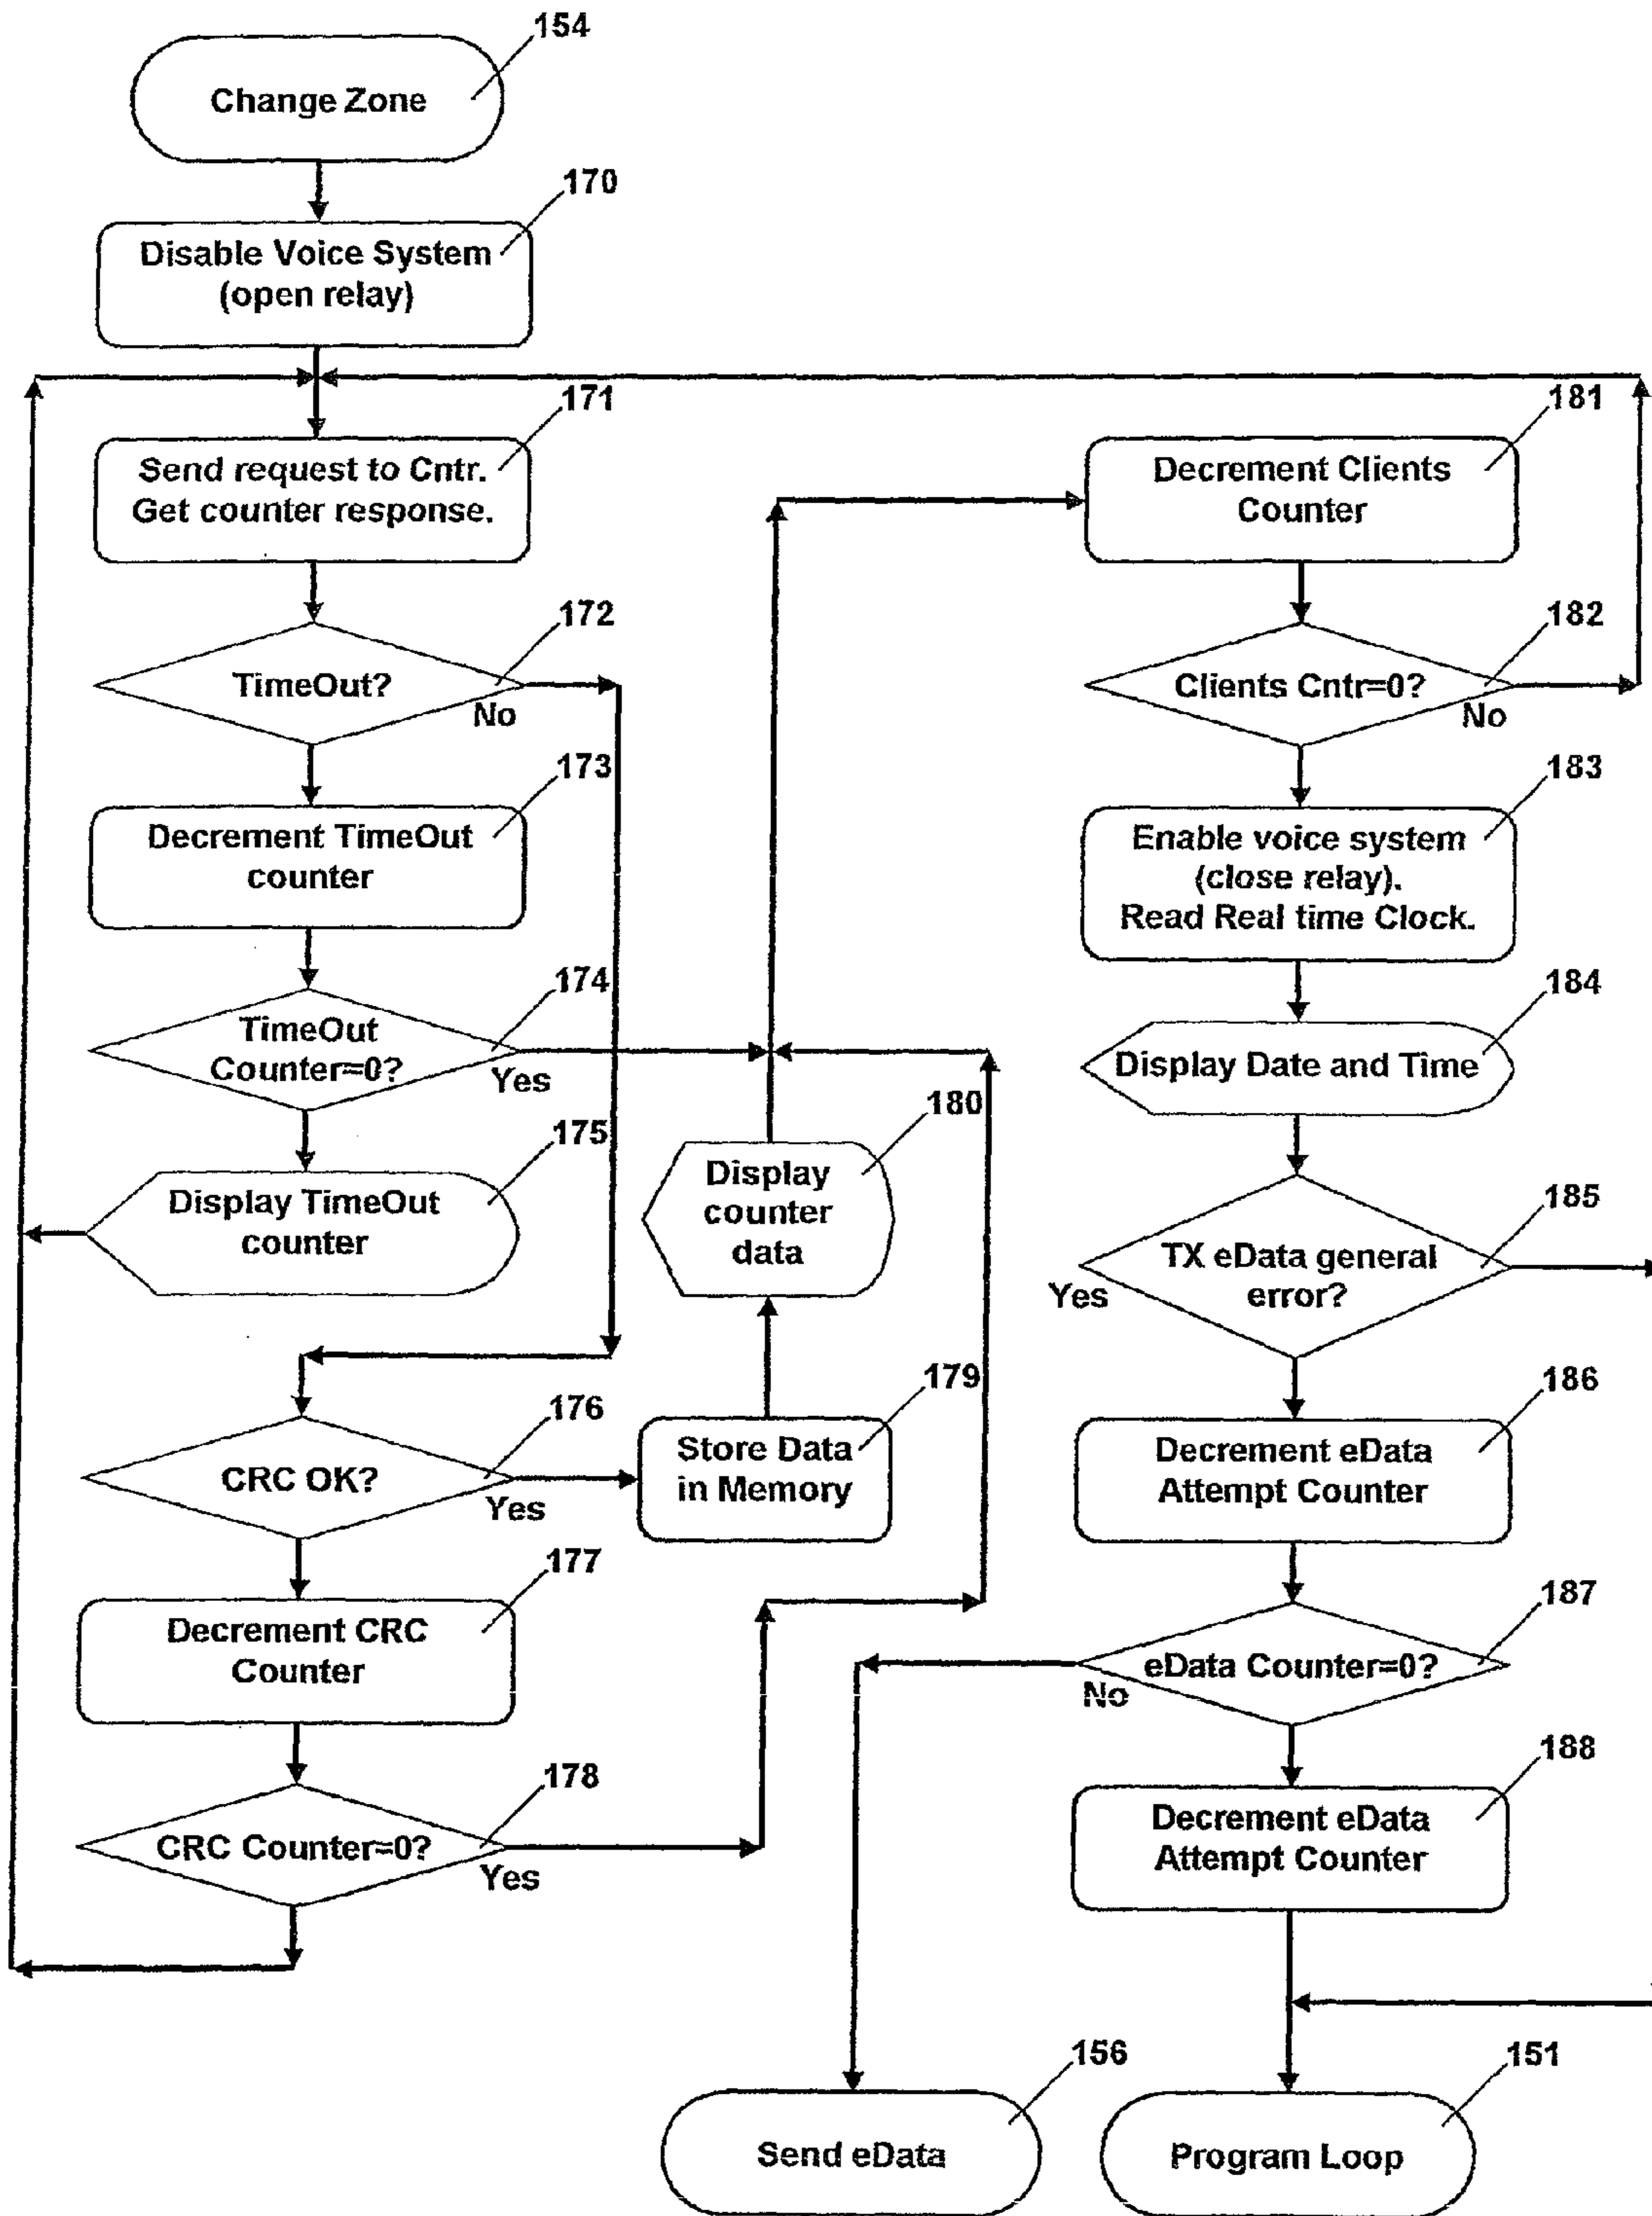 154
Change Zone
170
Disable Voice System
(open relay)
171
Send request to Cntr.
Get counter response.
172
TimeOut?
No
173
Decrement TimeOut
counter
174
TimeOut
Counter=0?
Yes
175
Display TimeOut
counter
176
CRC OK?
Yes
177
Decrement CRC
Counter
178
CRC Counter=0?
Yes
179
Store Data
in Memory
180
Display
counter
data
181
Decrement Clients
Counter
182
Clients Cntr=0?
No
183
Enable voice system
(close relay).
Read Real time Clock.
184
Display Date and Time
185
TX eData general
error?
Yes
186
Decrement eData
Attempt Counter
187
eData Counter=0?
No
188
Decrement eData
Attempt Counter
156
Send eData
151
Program Loop